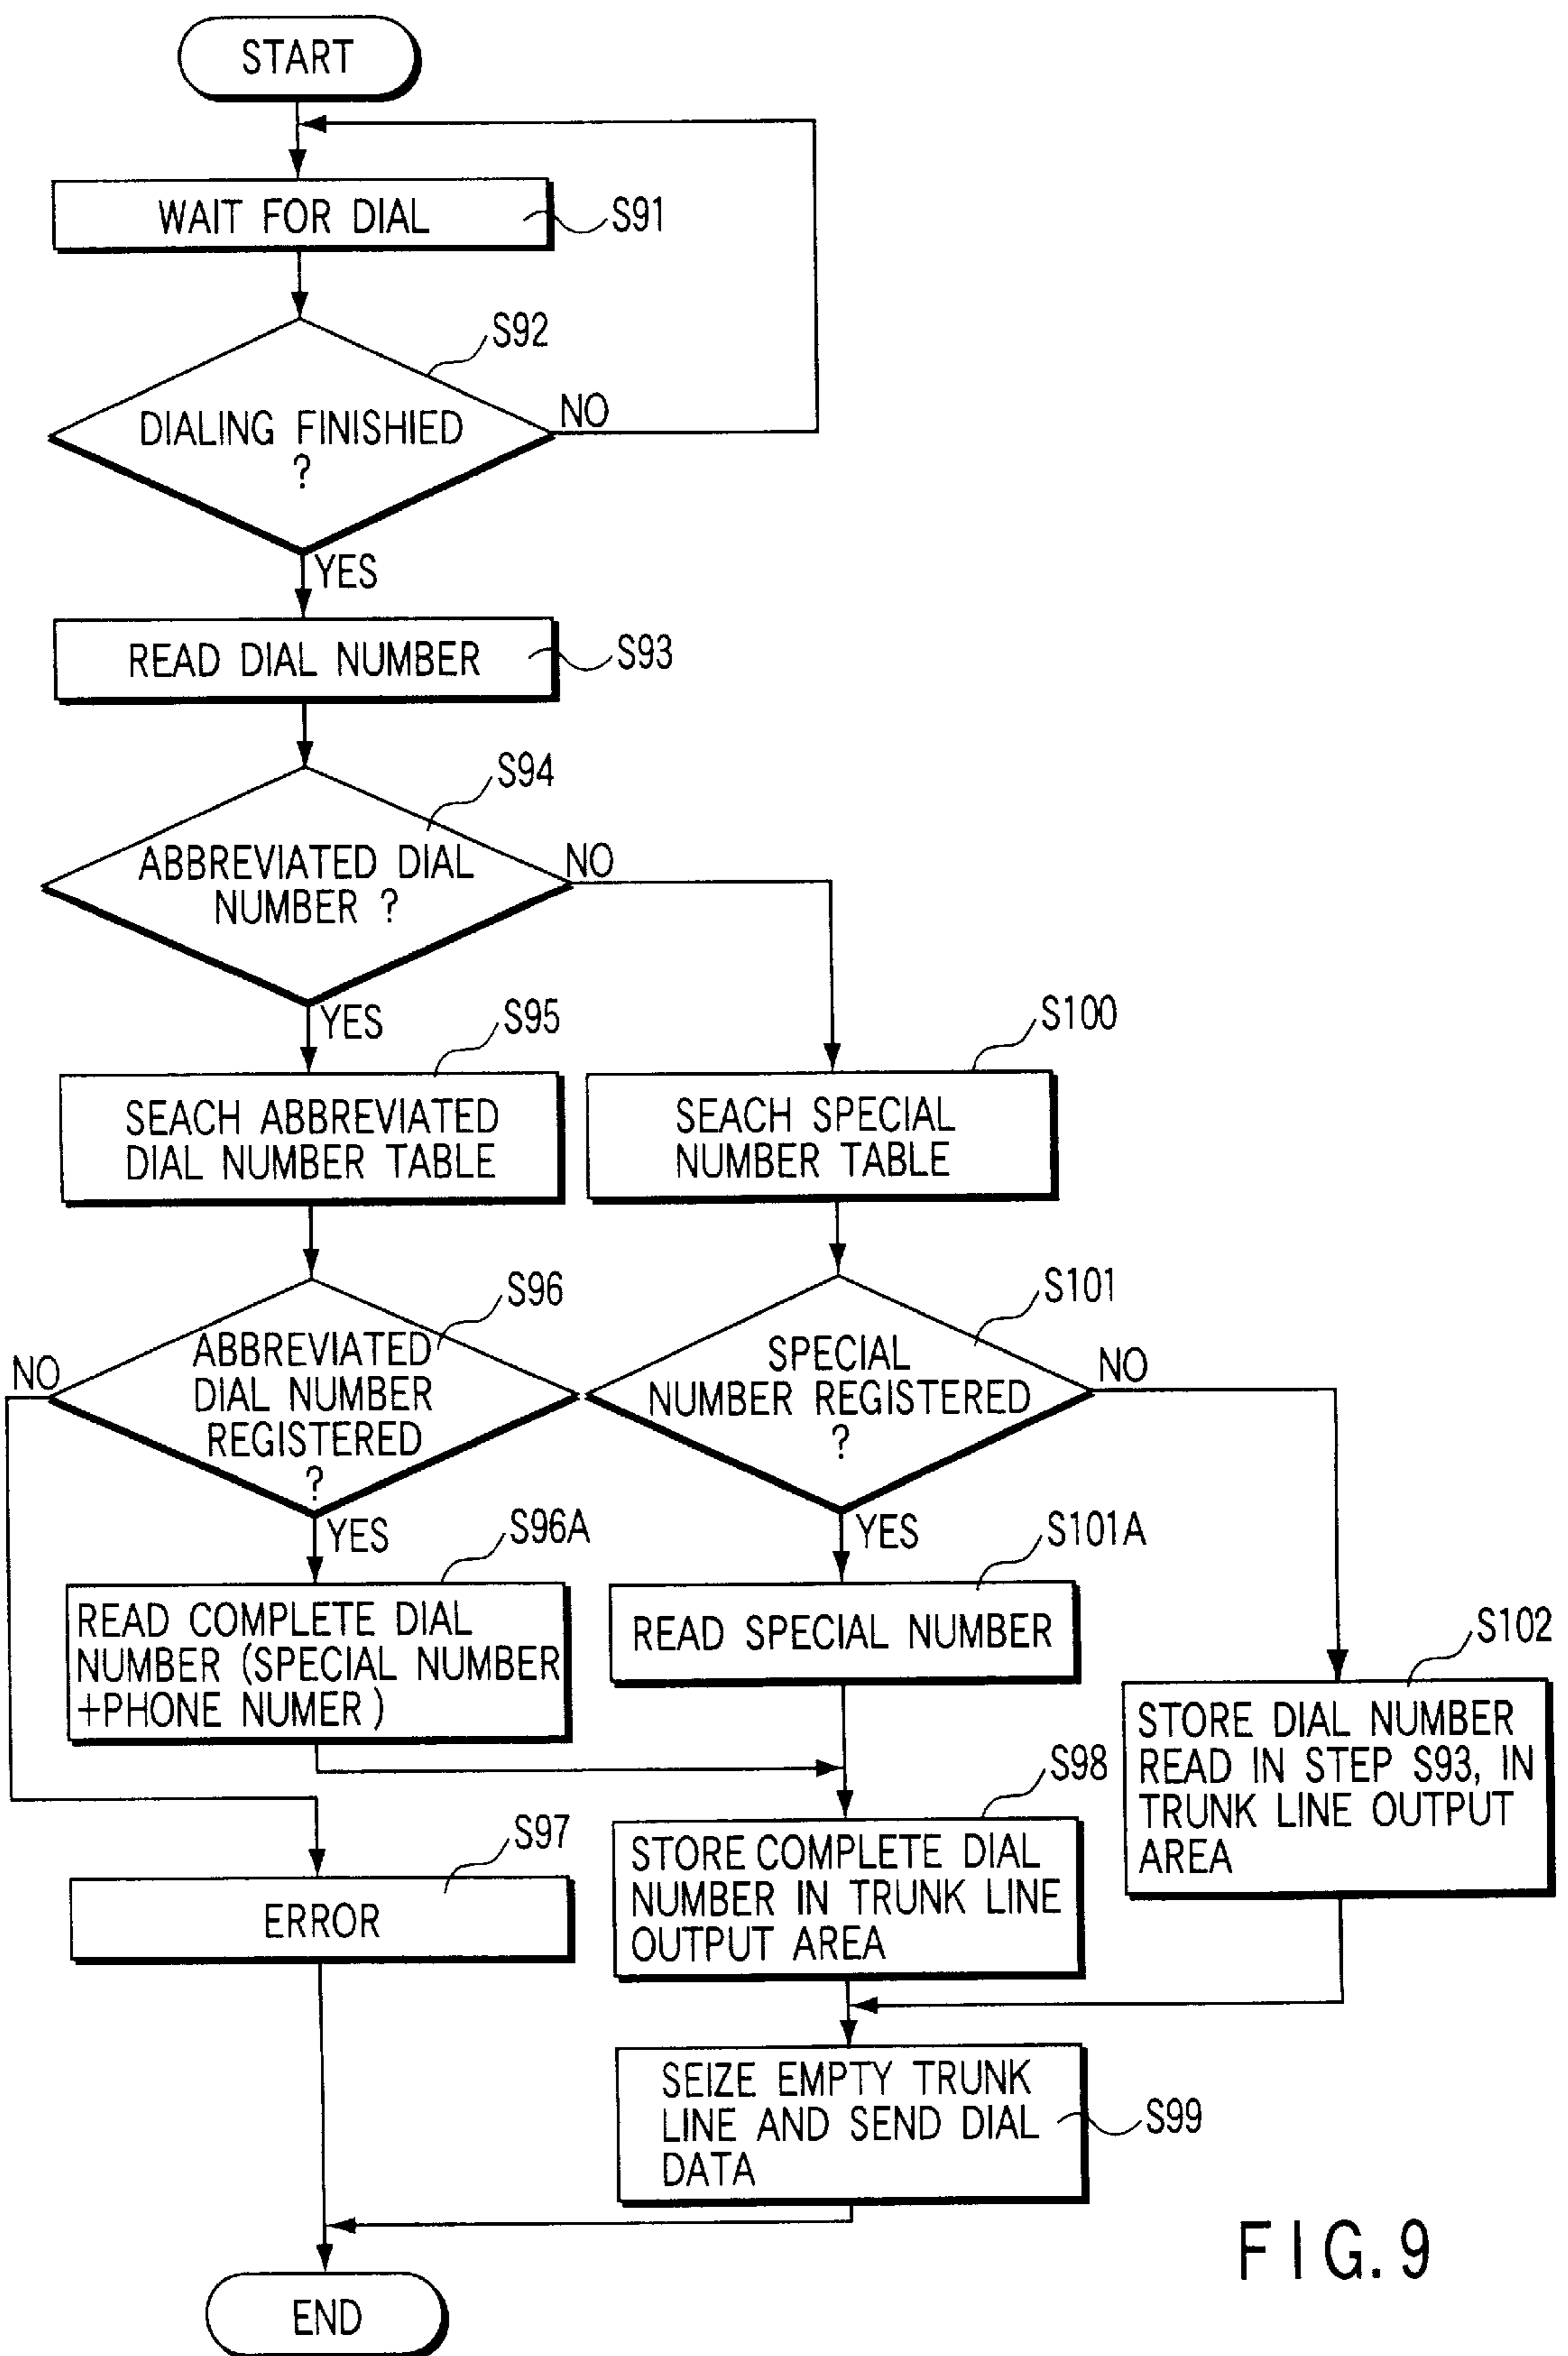 START
WAIT FOR DIAL
S91
S92
DIALING FINISHIED
?
NO
YES
READ DIAL NUMBER
S93
S94
ABBREVIATED DIAL
NUMBER ?
NO
YES
S95
SEACH ABBREVIATED
DIAL NUMBER TABLE
S100
SEACH SPECIAL
NUMBER TABLE
S96
ABBREVIATED
DIAL NUMBER
REGISTERED
?
NO
YES
S101
SPECIAL
NUMBER REGISTERED
?
NO
YES
S96A
READ COMPLETE DIAL
NUMBER (SPECIAL NUMBER
+PHONE NUMER)
S101A
READ SPECIAL NUMBER
S102
STORE DIAL NUMBER
READ IN STEP S93, IN
TRUNK LINE OUTPUT
AREA
S98
STORE COMPLETE DIAL
NUMBER IN TRUNK LINE
OUTPUT AREA
S97
ERROR
SEIZE EMPTY TRUNK
LINE AND SEND DIAL
DATA
S99
END
FIG. 9